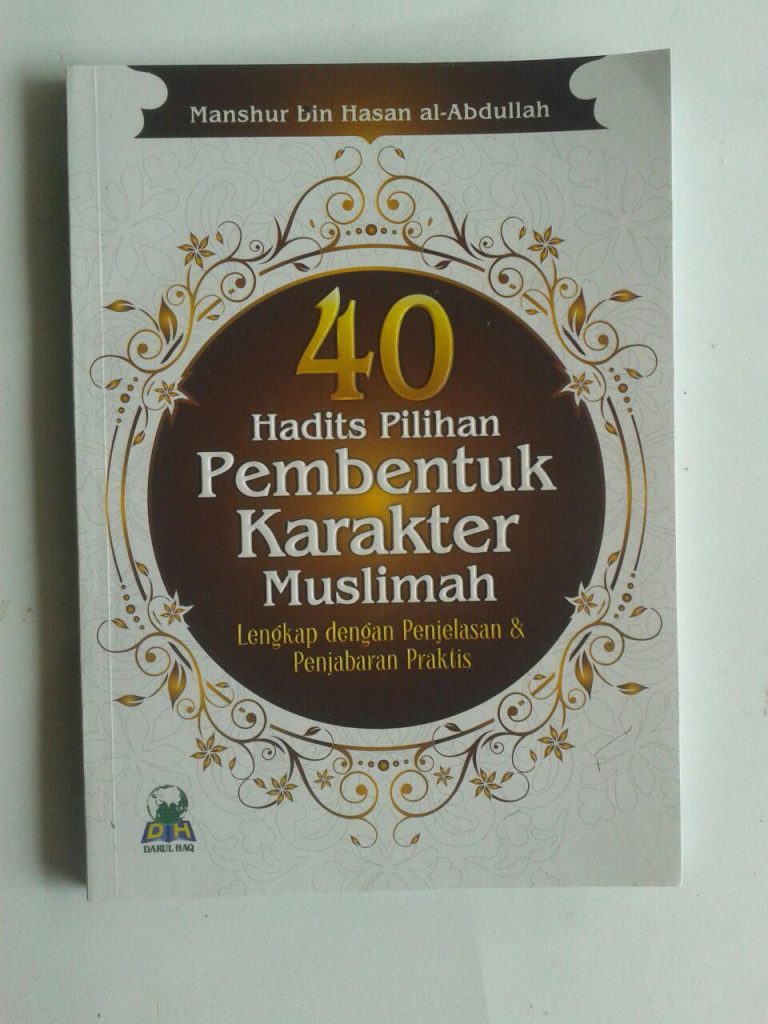 Manshur bin Hasan al-Abdullah
40
Hadits Pilihan
Pembentuk
Karakter
Muslimah
Lengkap dengan Penjelasan &
Penjabaran Praktis
DH
DARUL HAQ